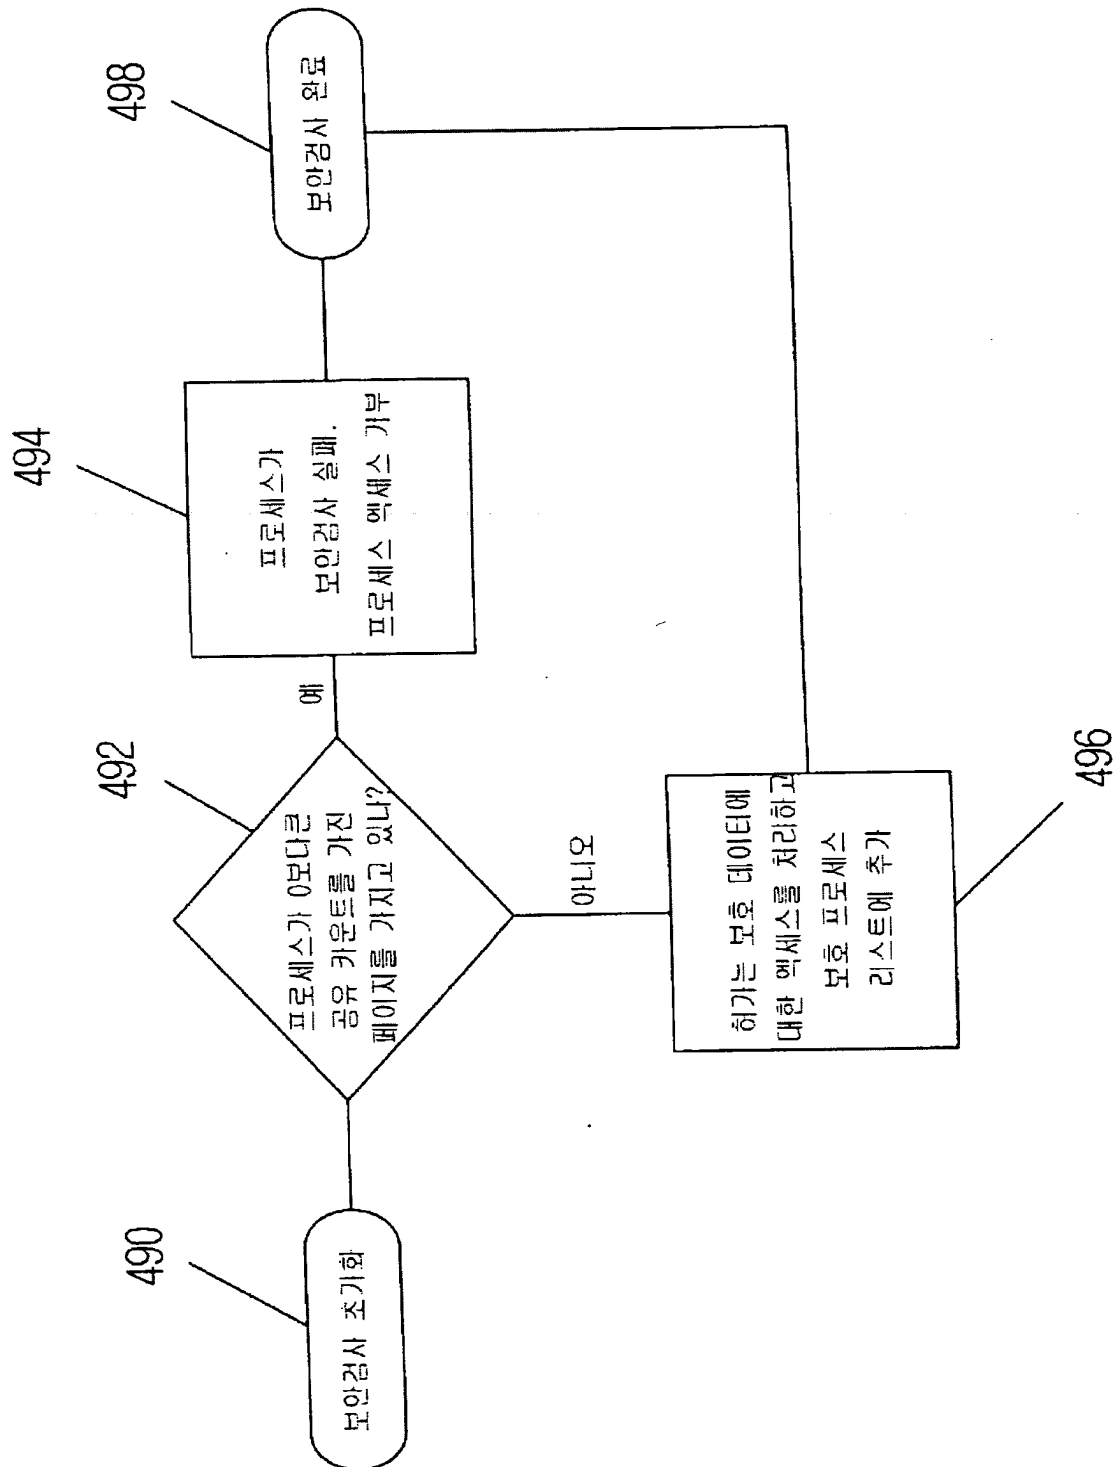 490
보안검사 초기화
492
프로세스가 0보다큰
공유 카운트를 가진
페이지를 가지고 있나?
예
494
프로세스가
보안검사 실패.
프로세스 엑세스 거부
아니오
496
허가는 보호 데이터에
대한 엑세스를 처리하고
보호 프로세스
리스트에 추가
498
보안검사 완료